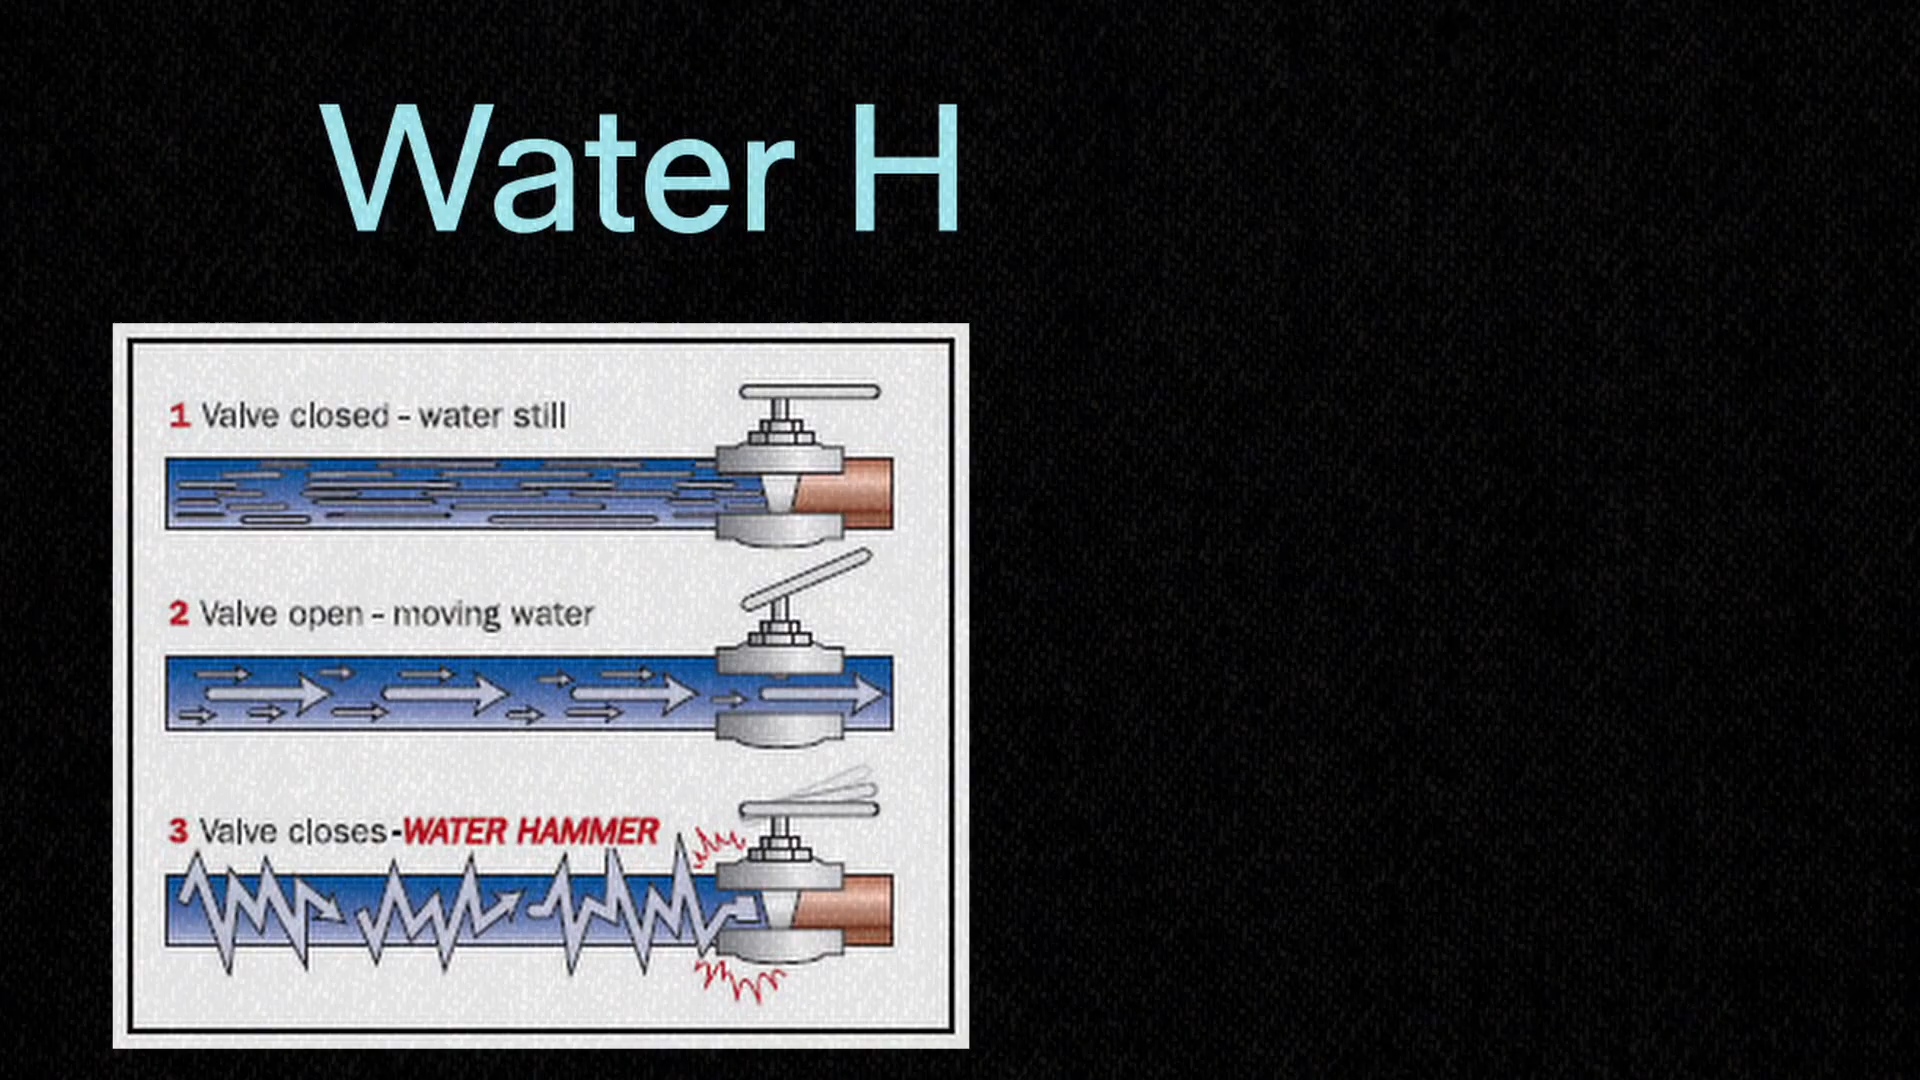 Water H
1 Valve closed - water still
2 Valve open - moving water
3 Valve closes-WATER HAMMER